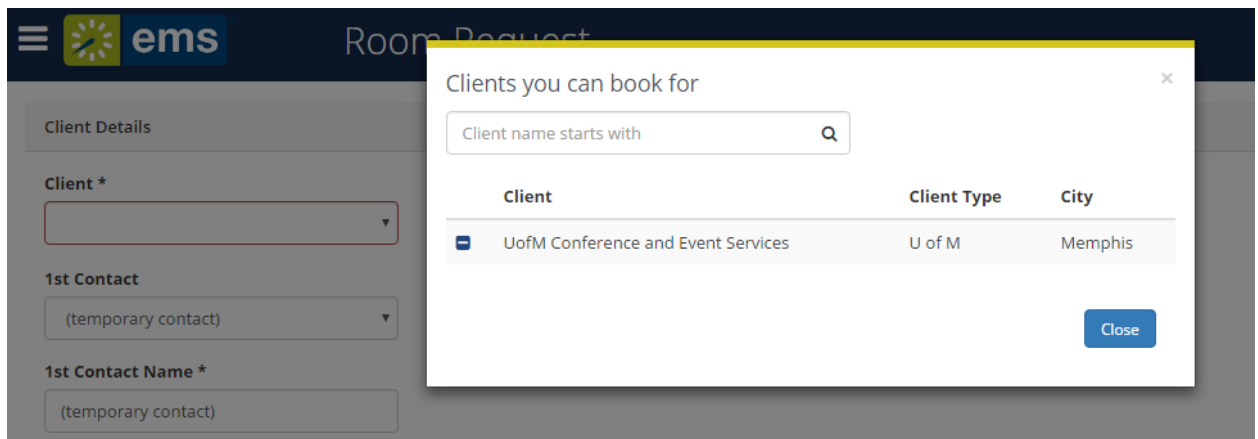 ems
Room Request
Clients you can book for
×
Client name starts with
Client Client Type City
UofM Conference and Event Services U of M Memphis
Close
Client Details
Client *
1st Contact
(temporary contact)
1st Contact Name *
(temporary contact)